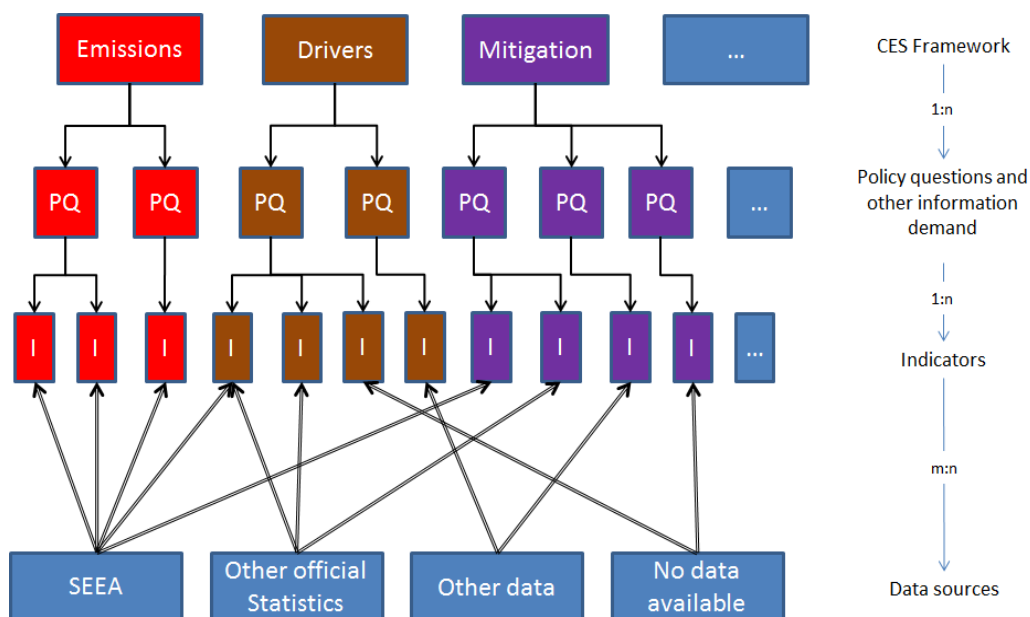 Emissions
Drivers
Mitigation
...
CES Framework
1:n
PQ
PQ
PQ
PQ
PQ
PQ
PQ
...
Policy questions and
other information
demand
1:n
I
I
I
I
I
I
I
I
I
I
I
...
Indicators
m:n
SEEA
Other official
Statistics
Other data
No data
available
Data sources